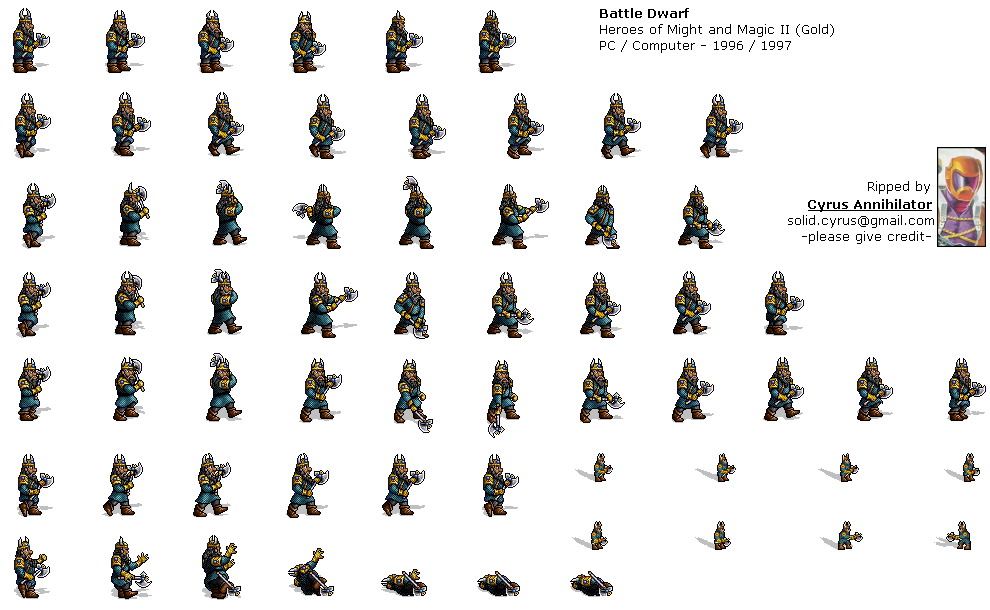 Battle Dwarf
Heroes of Might and Magic II (Gold)
PC / Computer - 1996 / 1997
Ripped by
Cyrus Annihilator
solid.cyrus@gmail.com
-please give credit-